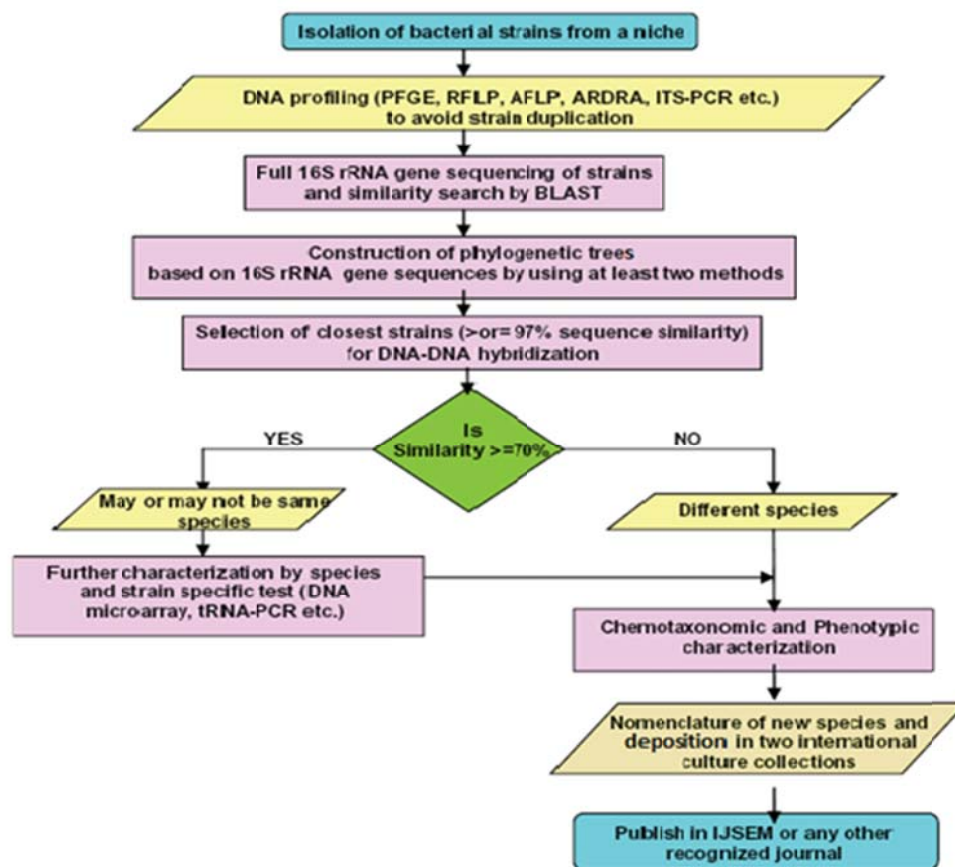 Isolation of bacterial strains from a niche
DNA profiling (PFGE, RFILP, AFLP, ARDRA, ITS-PCR etc.)
to avoid strain duplication
Full 16S rRNA gene sequencing of strains
and similarity search by BLAST
Construction of phylogenetic trees
based on 16S rRINA gene sequences by using at least two methods
Selection of closest strains (>or= 97% sequence similarity)
for DNA-DNA hybridization
Is
Similarity >=70%
YES
NO
May or may not be same
species
Different species
Further characterization by species
and strain specific test (DNA
micro-array, tRINA-PCR etc.)
Chemotaxonomic and Phenotypic
characterization
Nomenclature of new species and
deposition in two international
culture collections
Publish in IJSEM or any other
recognized journal